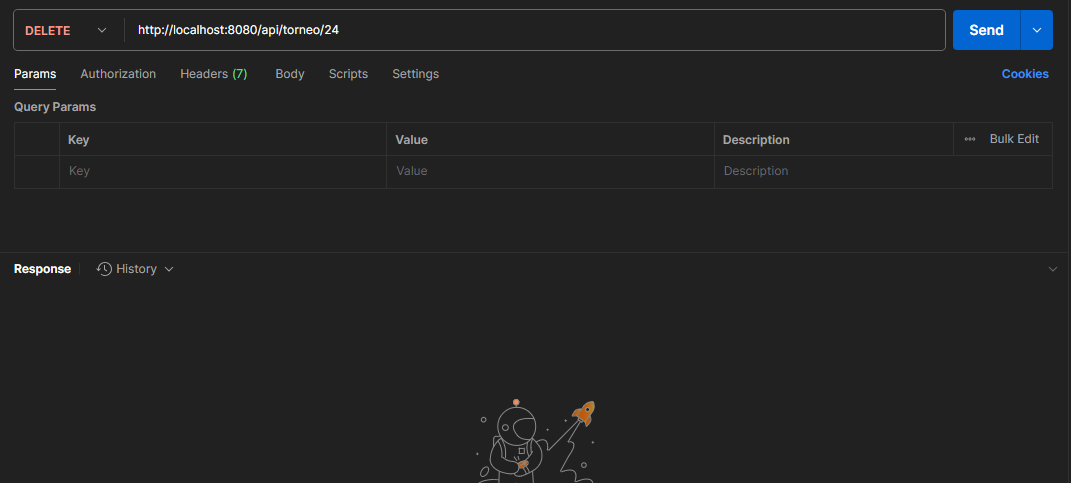 DELETE http://localhost:8080/api/torneo/24 Send
Params Authorization Headers (7) Body Scripts Settings Cookies
Query Params
Key Value Description Bulk Edit
Key Value Description
Response History